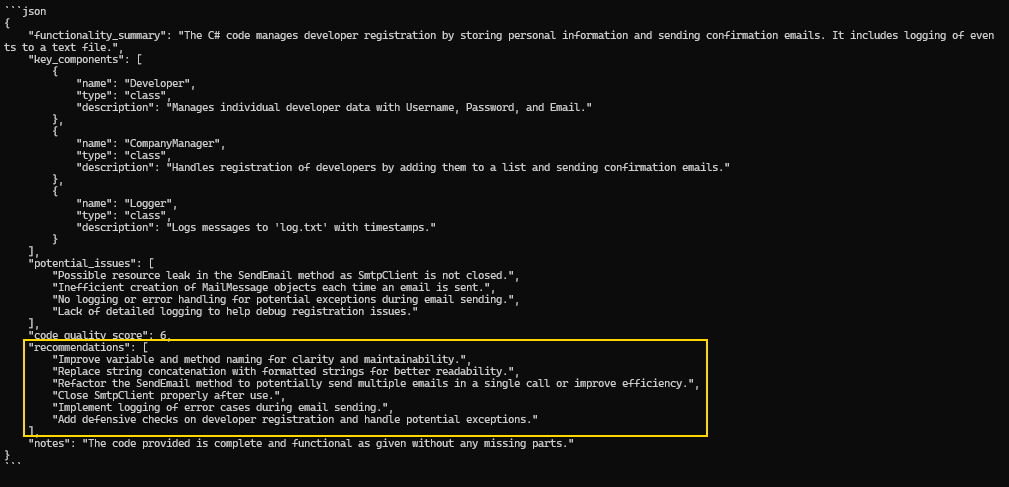 ```json
{
    "functionality_summary": "The C# code manages developer registration by storing personal information and sending confirmation emails. It includes logging of even
ts to a text file.",
    "key_components": [
        {
            "name": "Developer",
            "type": "class",
            "description": "Manages individual developer data with Username, Password, and Email."
        },
        {
            "name": "CompanyManager",
            "type": "class",
            "description": "Handles registration of developers by adding them to a list and sending confirmation emails."
        },
        {
            "name": "Logger",
            "type": "class",
            "description": "Logs messages to 'log.txt' with timestamps."
        }
    ],
    "potential_issues": [
        "Possible resource leak in the SendEmail method as SmtpClient is not closed.",
        "Inefficient creation of MailMessage objects each time an email is sent.",
        "No logging or error handling for potential exceptions during email sending.",
        "Lack of detailed logging to help debug registration issues."
    ],
    "code_quality_score": 6,
    "recommendations": [
        "Improve variable and method naming for clarity and maintainability.",
        "Replace string concatenation with formatted strings for better readability.",
        "Refactor the SendEmail method to potentially send multiple emails in a single call or improve efficiency.",
        "Close SmtpClient properly after use.",
        "Implement logging of error cases during email sending.",
        "Add defensive checks on developer registration and handle potential exceptions."
    ],
    "notes": "The code provided is complete and functional as given without any missing parts."
}
```